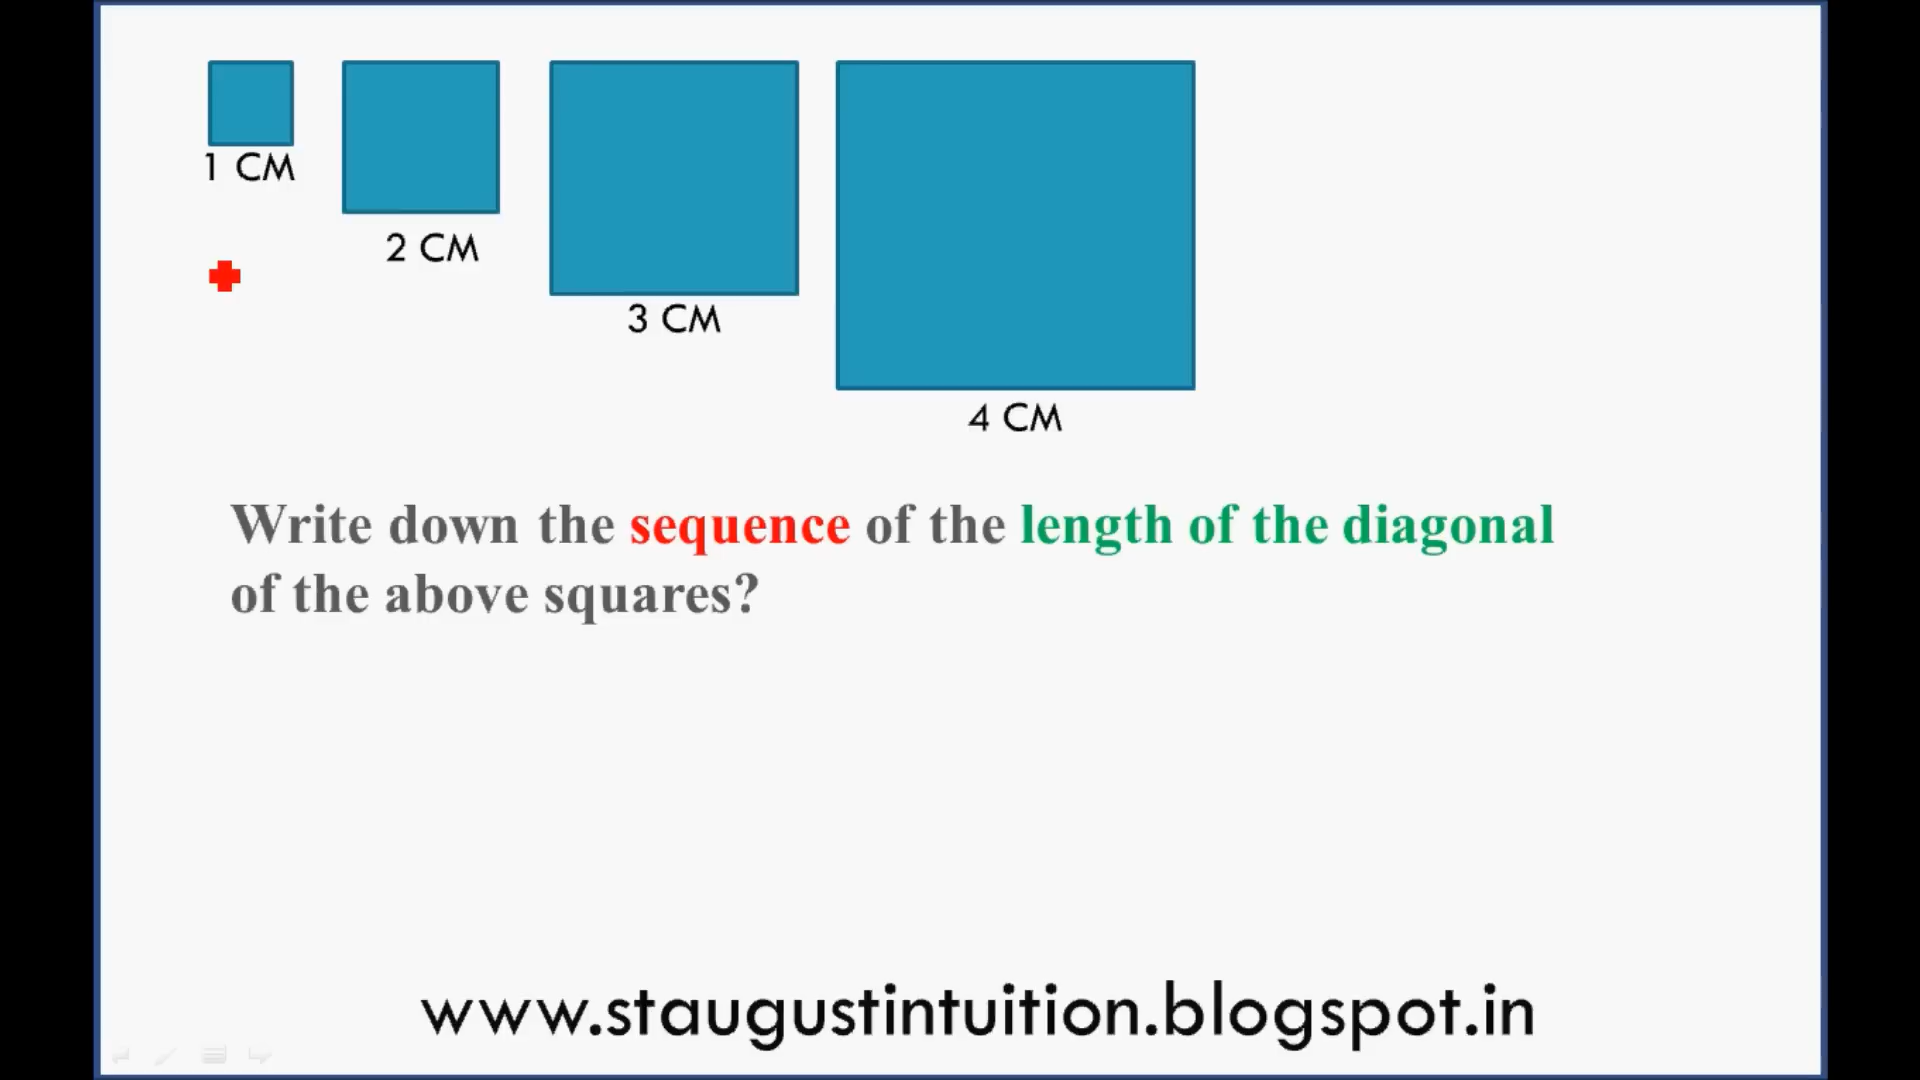 1 CM
2 CM
3 CM
4 CM
Write down the sequence of the length of the diagonal
of the above squares?
www.staugustintuition.blogspot.in